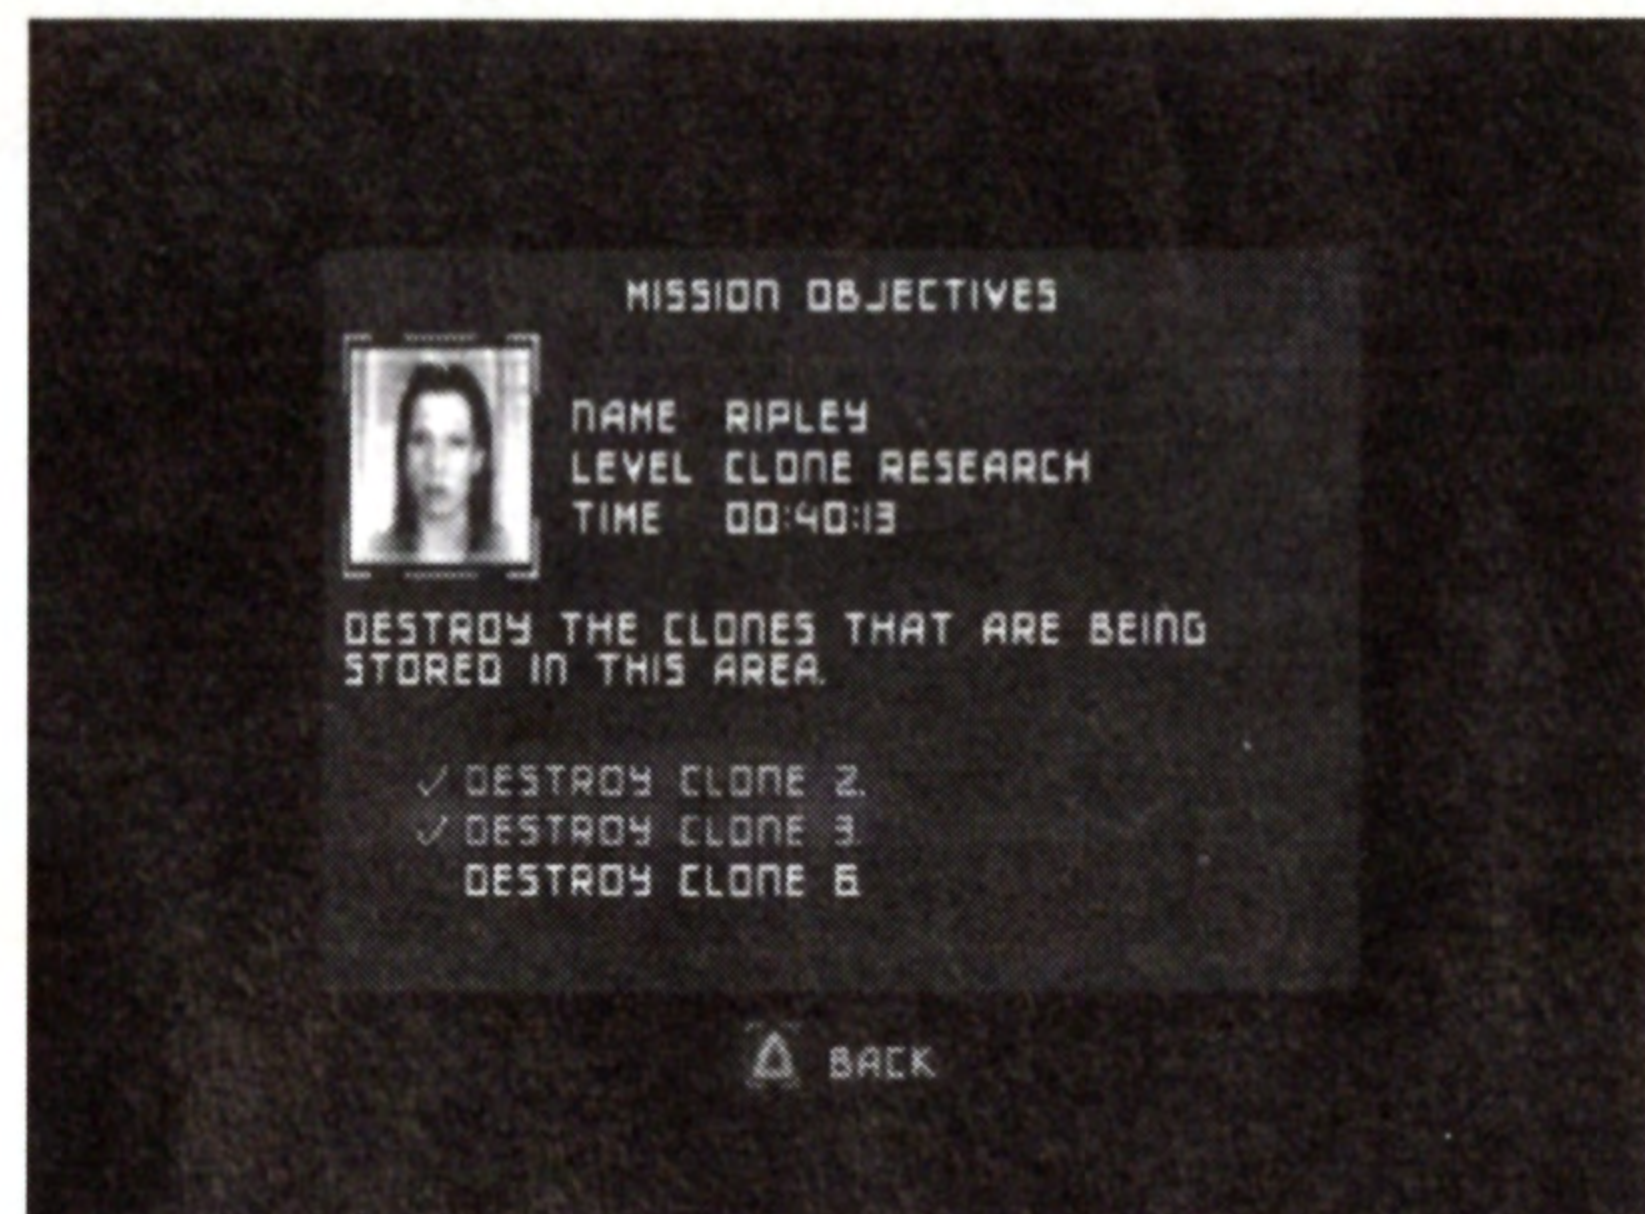 MISSION OBJECTIVES
NAME RIPLEY
LEVEL CLONE RESEARCH
TIME 00:40:13
DESTROY THE CLONES THAT ARE BEING
STORED IN THIS AREA.
✓ DESTROY CLONE 2.
✓ DESTROY CLONE 3.
DESTROY CLONE 6.
BACK